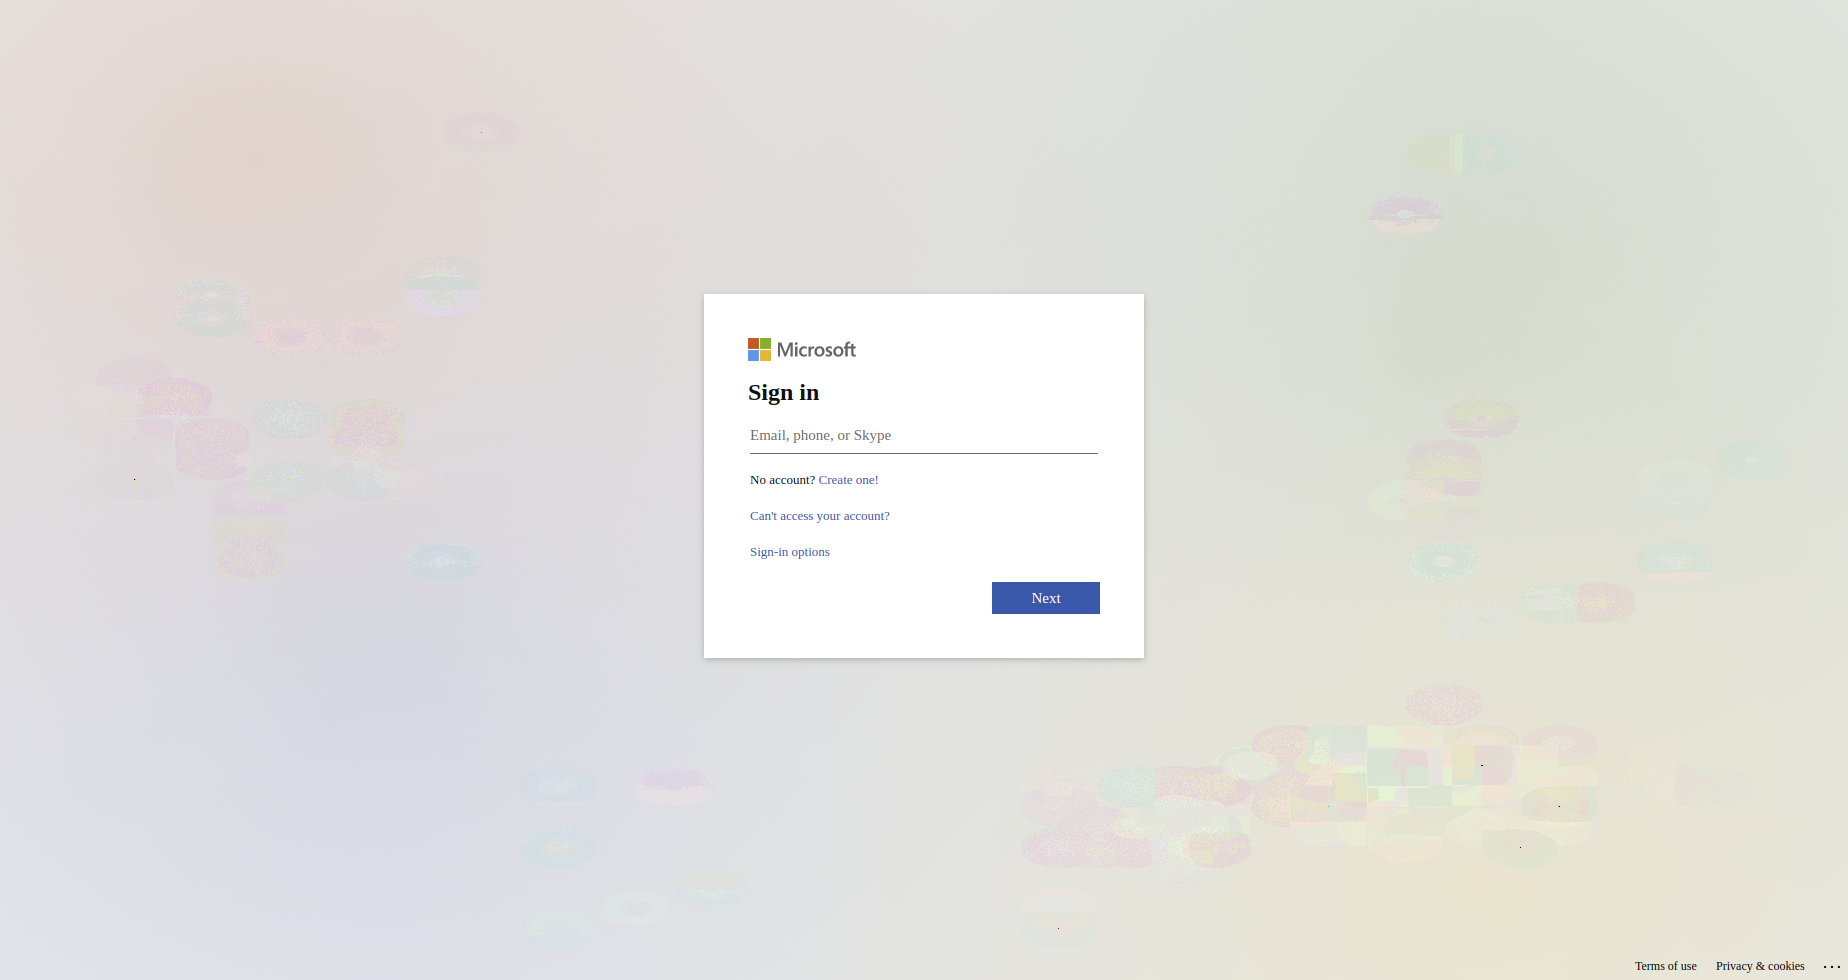 Microsoft
Sign in
Email, phone, or Skype
No account? Create one!
Can't access your account?
Sign-in options
Next
Terms of use Privacy & cookies ...